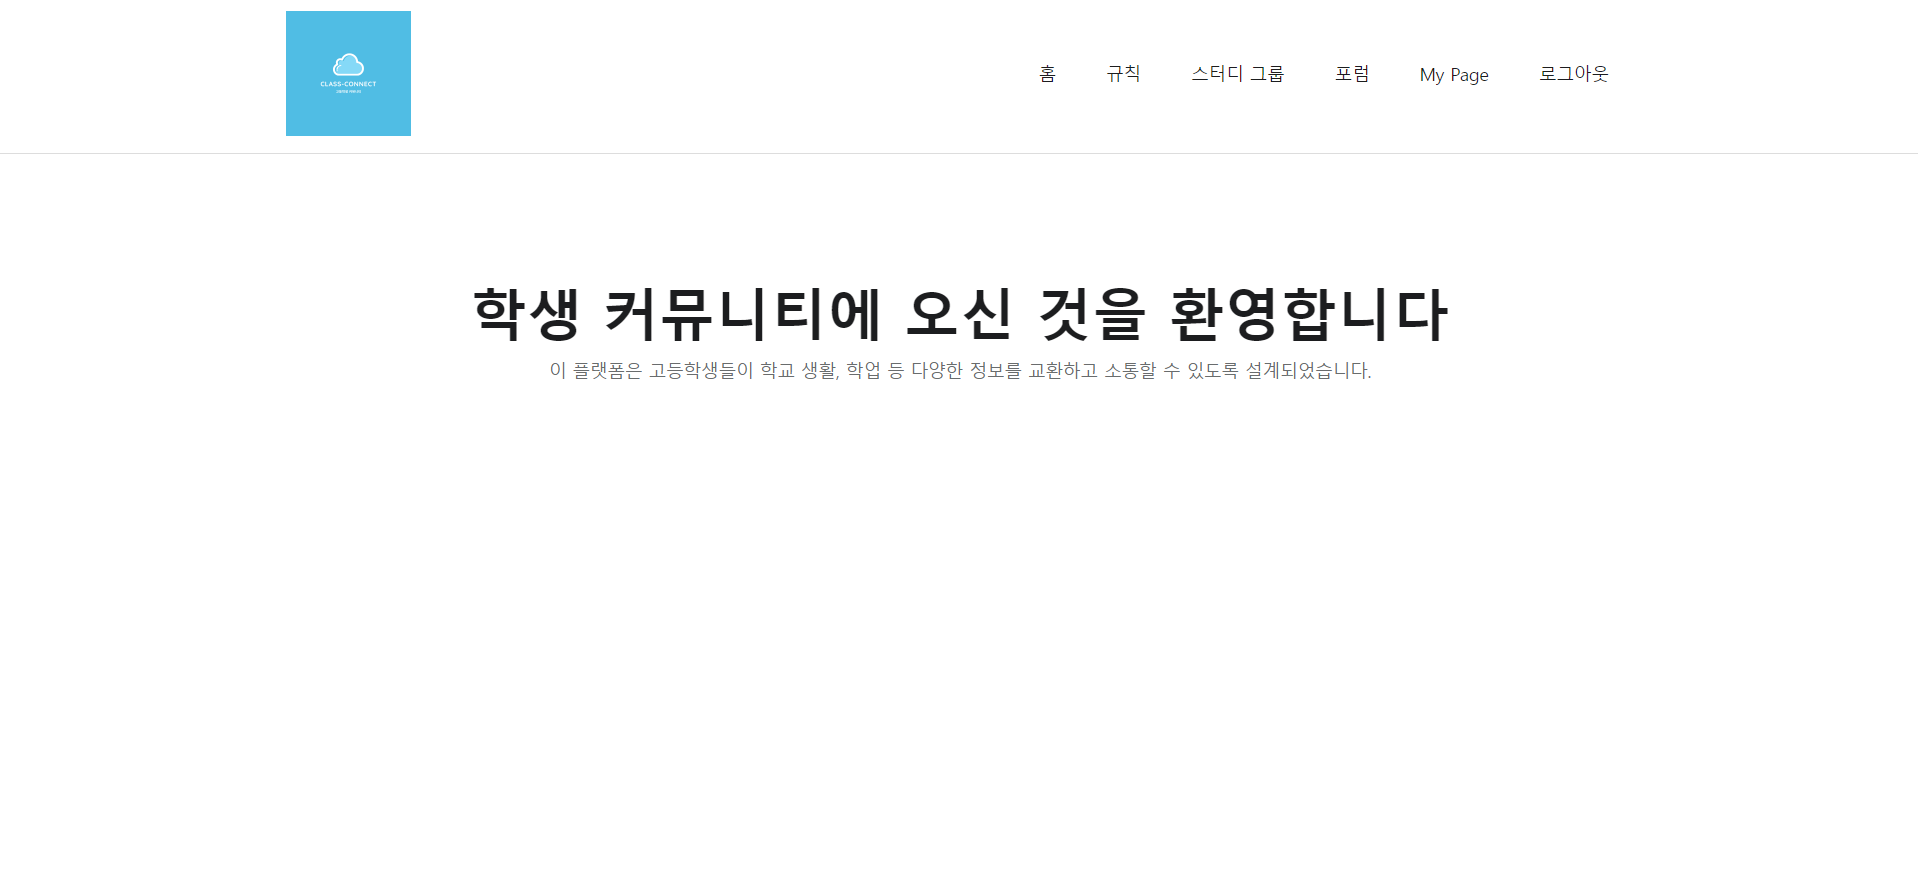 CLASS-CONNECT
홈
규칙
스터디 그룹
포럼
My Page
로그아웃
학생 커뮤니티에 오신 것을 환영합니다
이 플랫폼은 고등학생들이 학교 생활, 학업 등 다양한 정보를 교환하고 소통할 수 있도록 설계되었습니다.